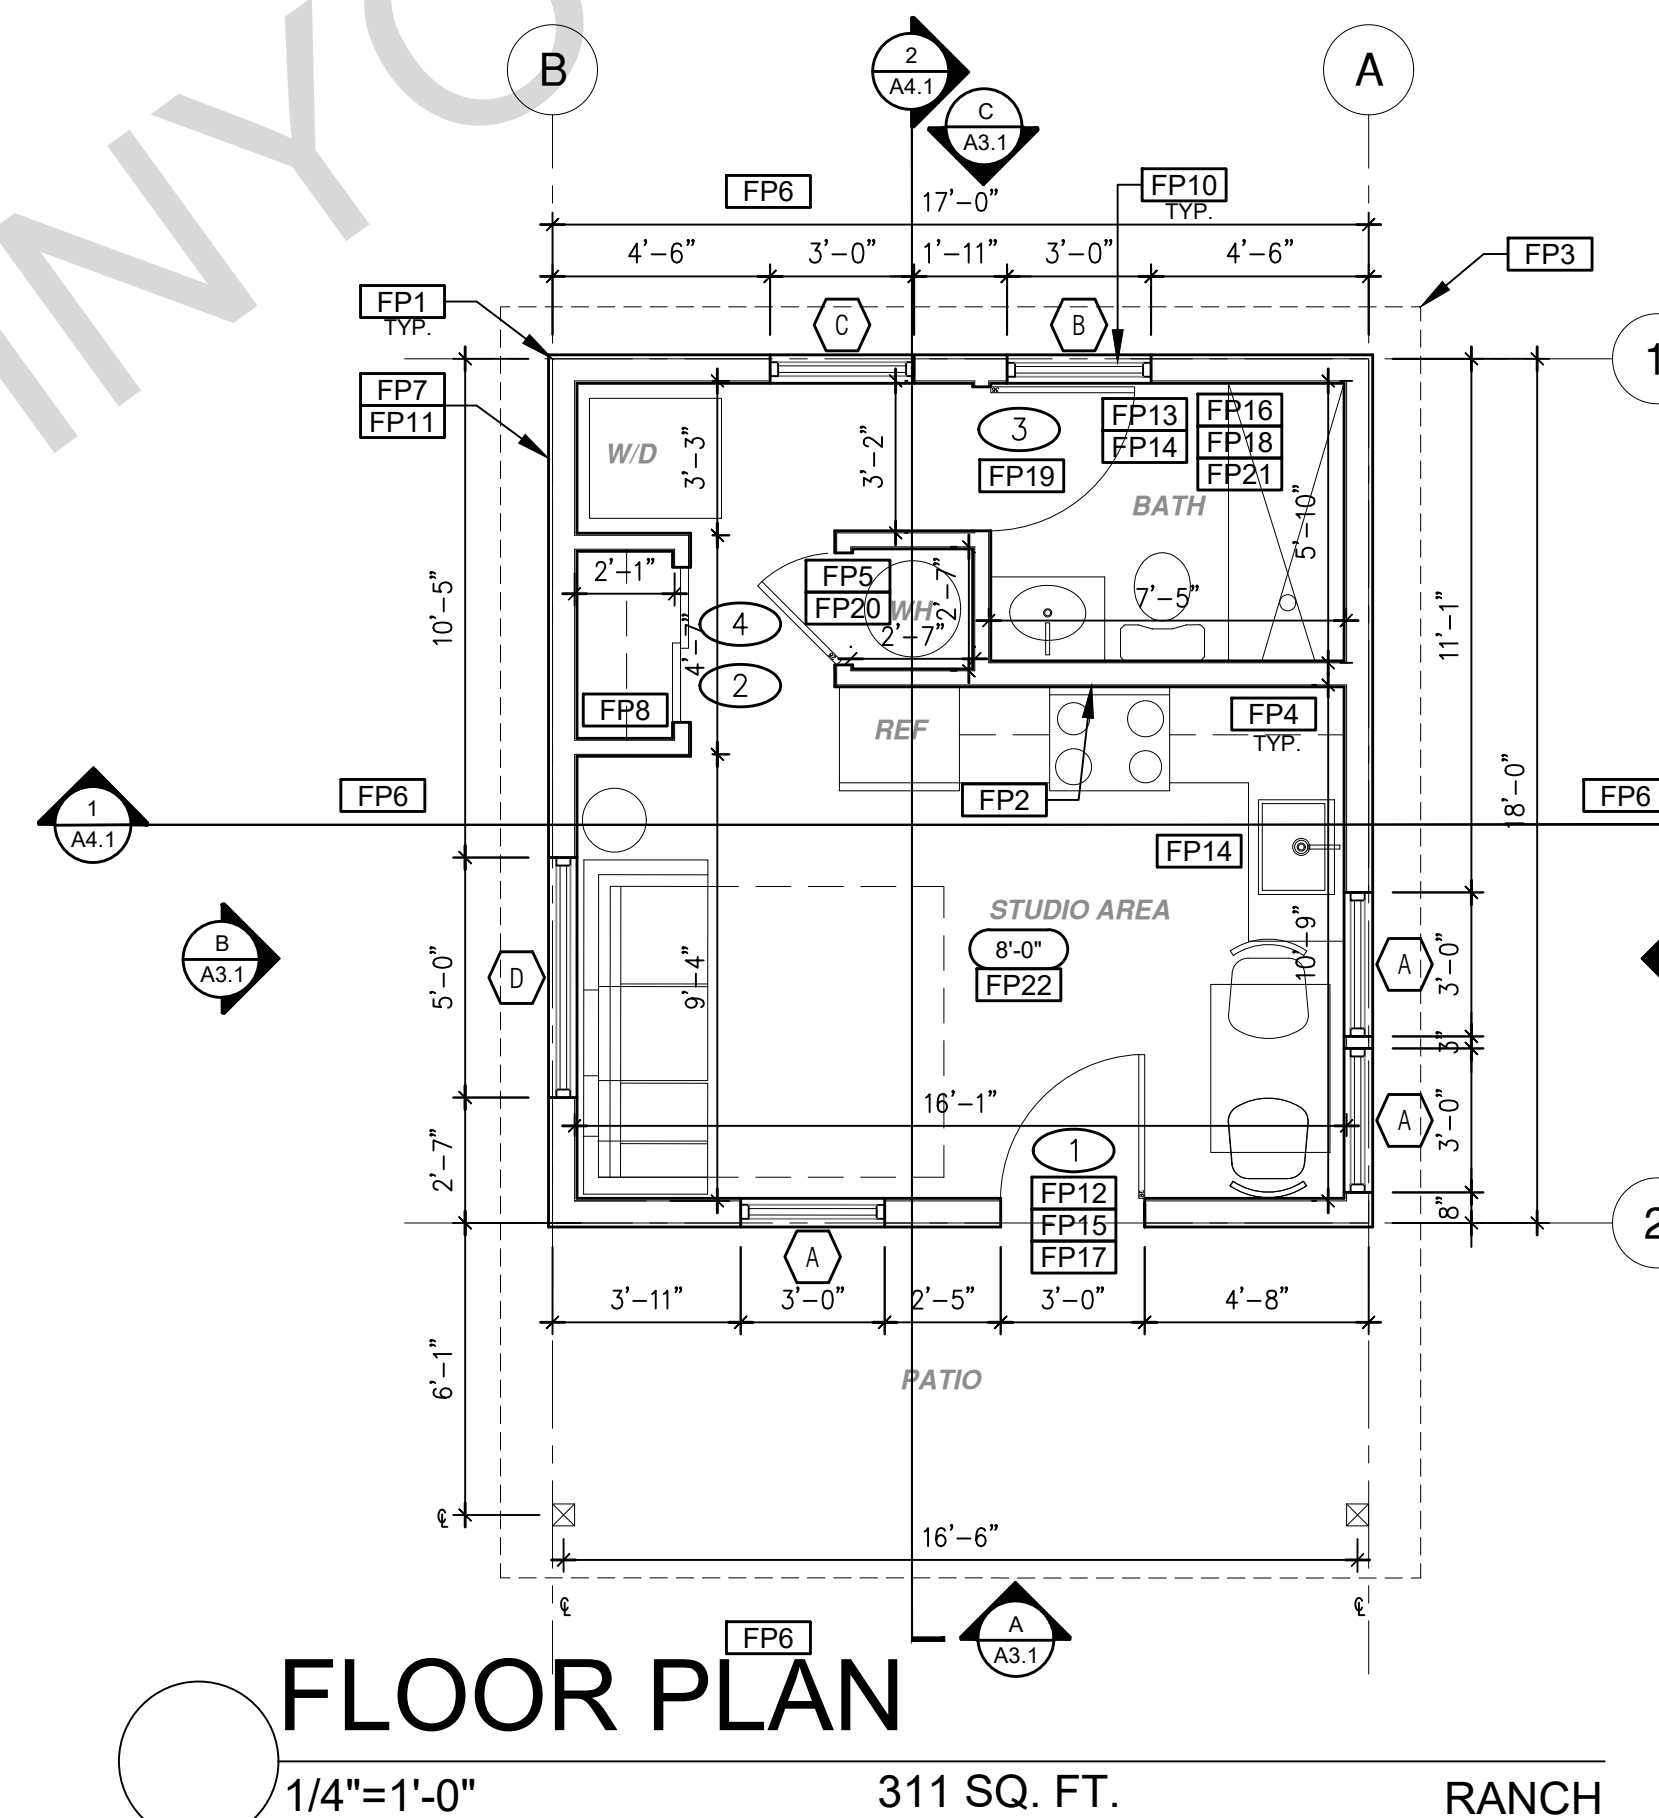 INYO
B
2
A4.1
A
C
A3.1
FP6
FP10
TYP.
17'-0"
4'-6"
3'-0"
1'-11"
3'-0"
4'-6"
FP3
FP1
TYP.
C
B
1
FP7
FP11
W/D
3'-3"
3'-2"
3
FP19
FP13
FP14
FP16
FP18
FP21
BATH
5'-10"
10'-5"
2'-1"
FP5
FP20
WH
2'-7"
2'-7"
7'-5"
11'-1"
4
4'-7"
2
FP8
REF
FP4
TYP.
FP2
18'-0"
1
A4.1
FP6
FP6
FP14
STUDIO AREA
8'-0"
FP22
10'-9"
B
A3.1
D
5'-0"
9'-4"
A
3'-0"
3"
16'-1"
A
3'-0"
2'-7"
1
FP12
FP15
FP17
8"
2
A
3'-11"
3'-0"
2'-5"
3'-0"
4'-8"
6'-1"
PATIO
℄
16'-6"
℄
℄
FP6
A
A3.1
FLOOR PLAN
1/4"=1'-0"
311 SQ. FT.
RANCH